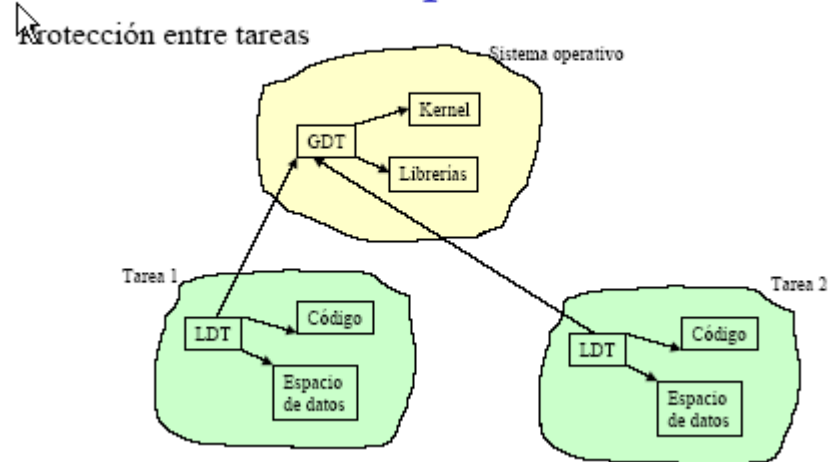 Protección entre tareas
Sistema operativo
Kernel
GDT
Librerías
Tarea 1
LDT
Código
Espacio
de datos
Tarea 2
LDT
Código
Espacio
de datos